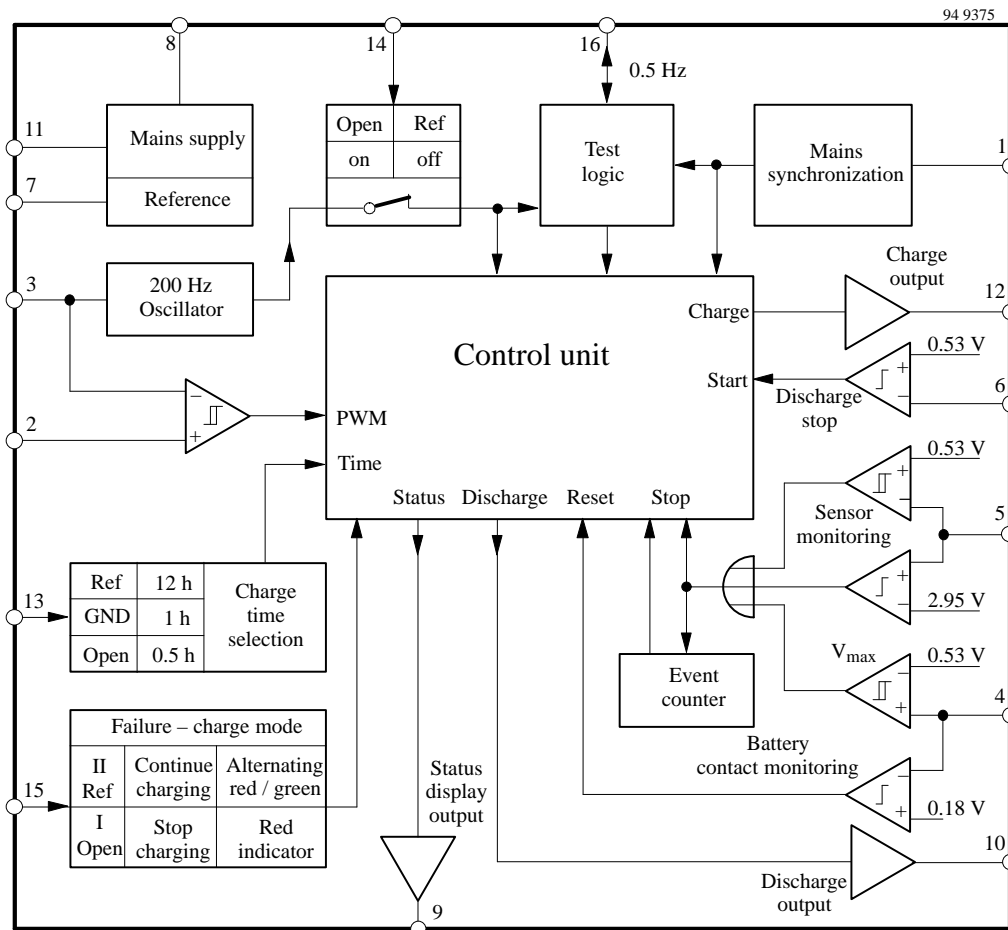 94 9375
8
14
16
0.5 Hz
11
Mains supply
Open
Ref
on
off
Test
logic
Mains
synchronization
1
7
Reference
3
200 Hz
Oscillator
Charge
output
12
Charge
Control unit
Start
0.53 V
+
−
6
Discharge
stop
−
+
2
PWM
Time
Status
Discharge
Reset
Stop
0.53 V
+
−
Sensor
monitoring
5
+
−
2.95 V
13
Ref
12 h
GND
1 h
Open
0.5 h
Charge
time
selection
Event
counter
Vmax
0.53 V
−
+
4
Failure – charge mode
15
II
Ref
Continue
charging
Alternating
red / green
I
Open
Stop
charging
Red
indicator
Status
display
output
Battery
contact monitoring
−
+
0.18 V
10
Discharge
output
9